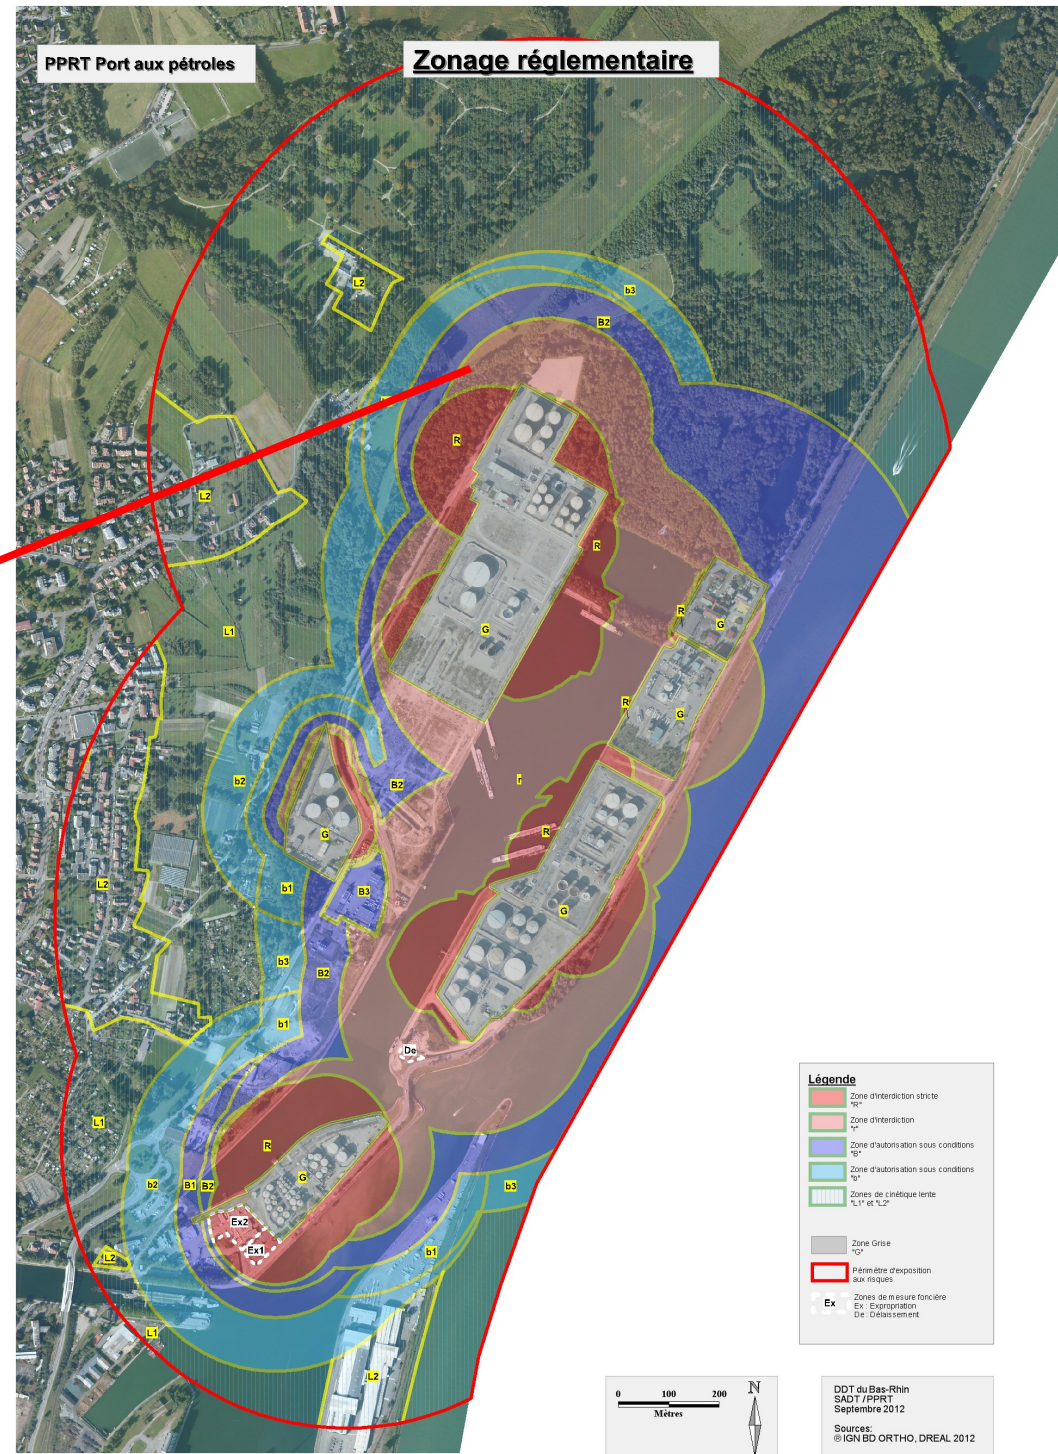 PPRT Port aux pétroles
Zonage réglementaire
L2
b3
B2
R
L2
R
R
G
G
L1
R
G
r
B2
b2
R
G
b1
B3
L2
G
b3
B2
b1
De
L1
R
G
b2
B1
B2
b3
Ex2
Ex1
b1
L2
L1
L2
Légende
Zone d'interdiction stricte
"R"
Zone d'interdiction
"r"
Zone d'autorisation sous conditions
"B"
Zone d'autorisation sous conditions
"b"
Zones de cinétique lente
"L1" et "L2"
Zone Grise
"G"
Périmètre d'exposition
aux risques
Ex
Zones de mesure foncière
Ex : Expropriation
De : Délaissement
0 100 200
Mètres
N
DDT du Bas-Rhin
SADT / PPRT
Septembre 2012
Sources:
® IGN BD ORTHO, DREAL 2012